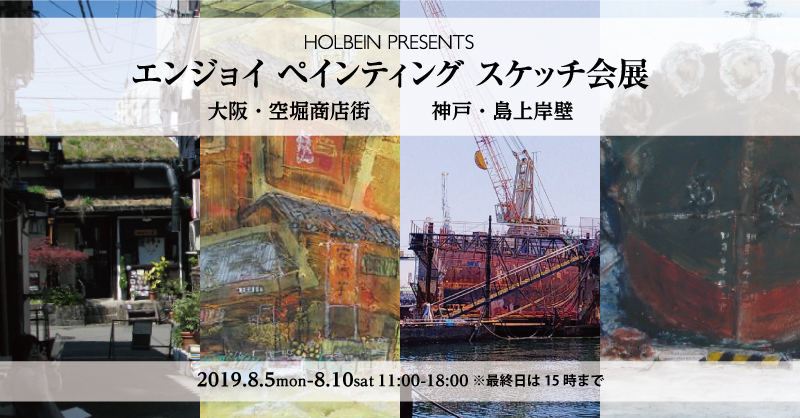 HOLBEIN PRESENTS
エンジョイ ペインティング スケッチ会展
大阪・空堀商店街 神戸・島上岸壁
2019.8.5mon-8.10sat 11:00-18:00 ※最終日は 15 時まで